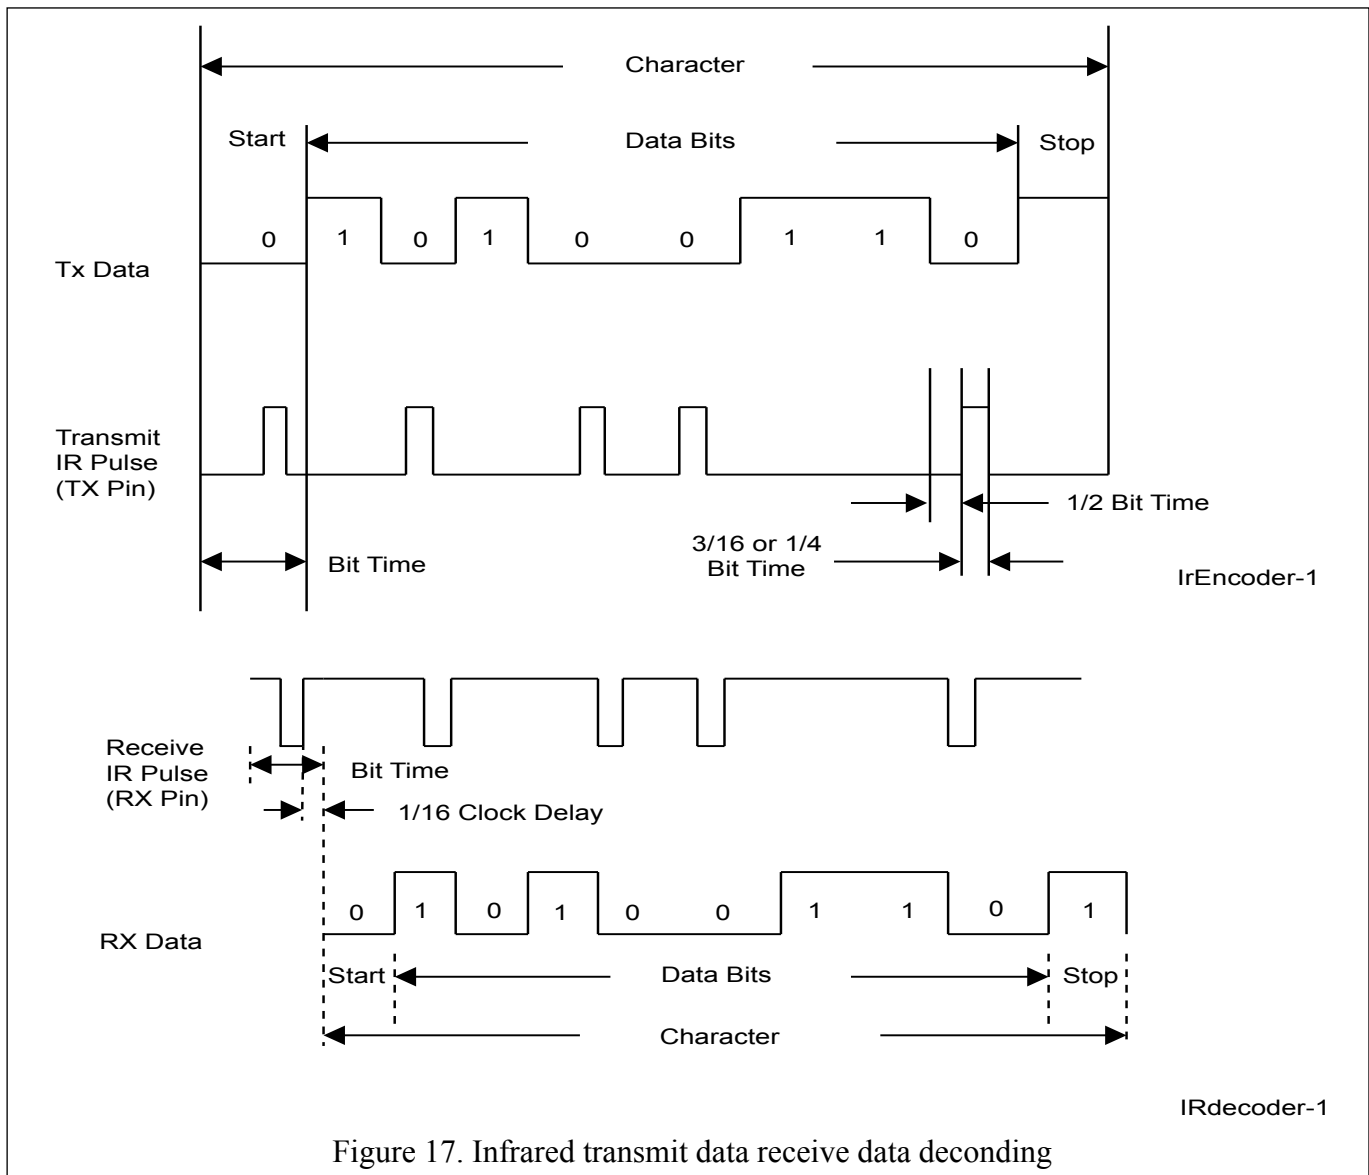 Character
Start Data Bits Stop
0 1 0 1 0 0 1 1 0
Tx Data
Transmit
IR Pulse
(TX Pin)
1/2 Bit Time
3/16 or 1/4
Bit Time
Bit Time
IrEncoder-1
Receive
IR Pulse
(RX Pin)
Bit Time
1/16 Clock Delay
0 1 0 1 0 0 1 1 0 1
RX Data
Start Data Bits Stop
Character
IRdecoder-1
Figure 17. Infrared transmit data receive data deconding